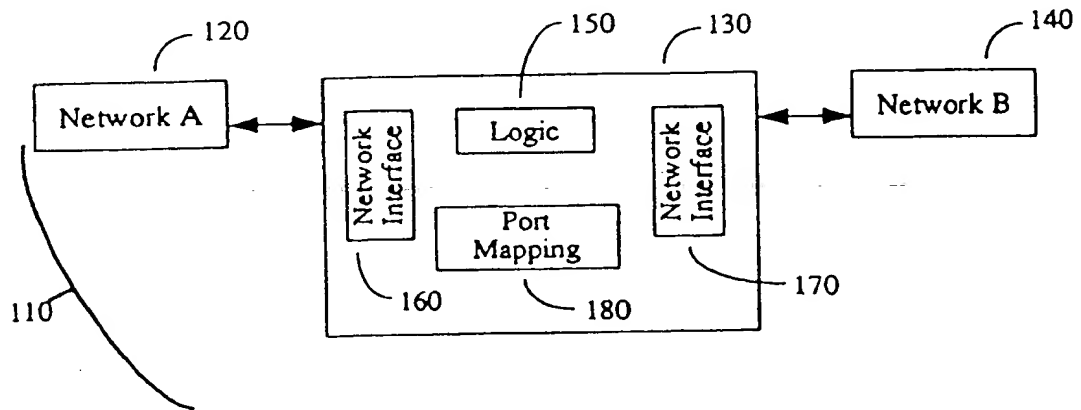 120
150
130
140
Network A
Logic
Network B
Network
Interface
Network
Interface
Port
Mapping
110
160
180
170